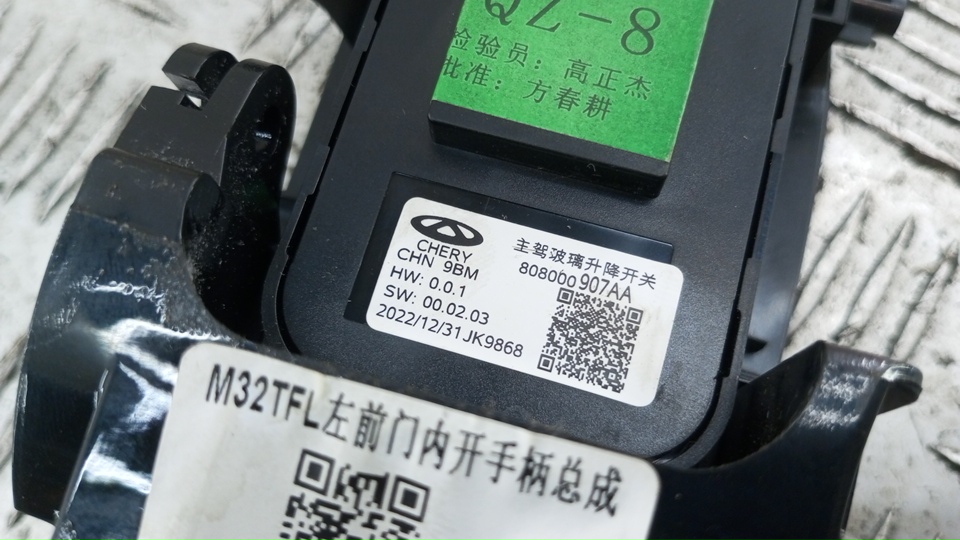 QZ-8
检验员：高正杰
批准：方春耕
CHERY
CHN 9BM
HW: 0.0.1
SW: 00.02.03
2022/12/31JK9868
主驾玻璃升降开关
808000907AA
M32TFL左前门内开手柄总成